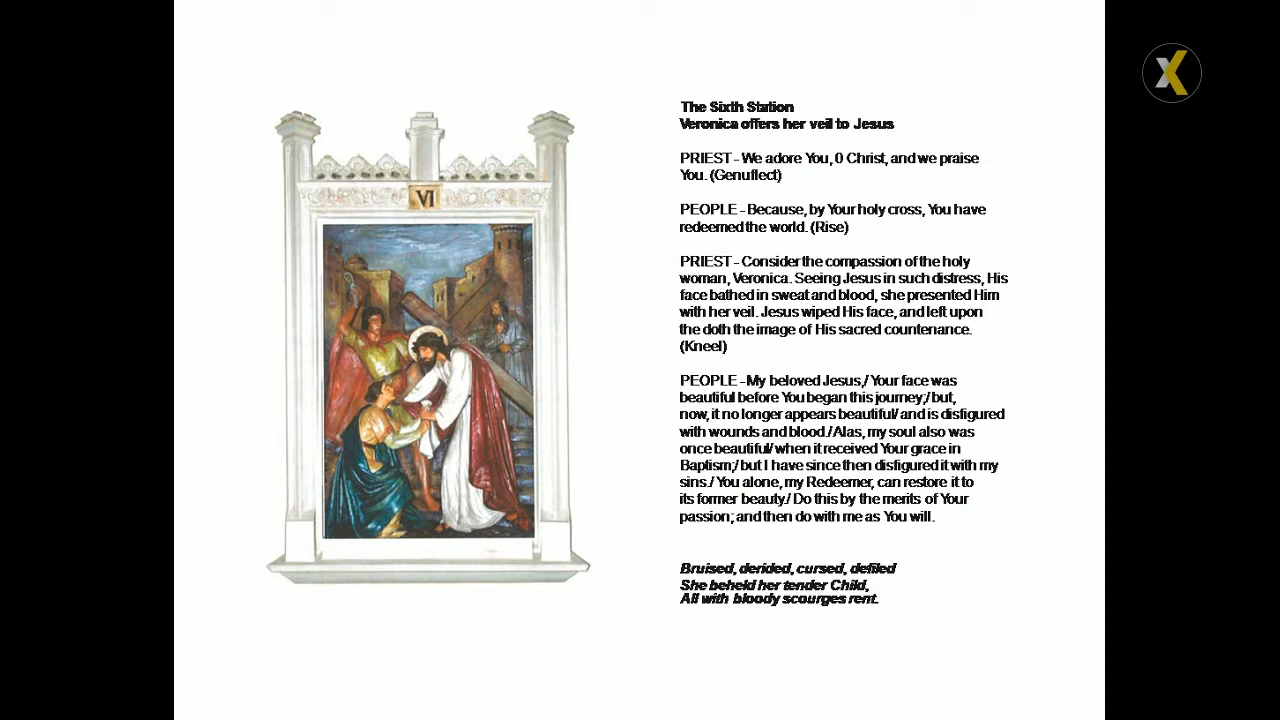 VI
The Sixth Station
Veronica offers her veil to Jesus
PRIEST - We adore You, 0 Christ, and we praise
You. (Genuflect)
PEOPLE - Because, by Your holy cross, You have
redeemed the world. (Rise)
PRIEST - Consider the compassion of the holy
woman, Veronica. Seeing Jesus in such distress, His
face bathed in sweat and blood, she presented Him
with her veil. Jesus wiped His face, and left upon
the doth the image of His sacred countenance.
(Kneel)
PEOPLE - My beloved Jesus,/ Your face was
beautiful before You began this journey;/ but,
now, it no longer appears beautiful/ and is disfigured
with wounds and blood./ Alas, my soul also was
once beautiful/ when it received Your grace in
Baptism;/ but I have since then disfigured it with my
sins./ You alone, my Redeemer, can restore it to
its former beauty./ Do this by the merits of Your
passion; and then do with me as You will.
Bruised, derided, cursed, defiled
She beheld her tender Child,
All with bloody scourges rent.
X